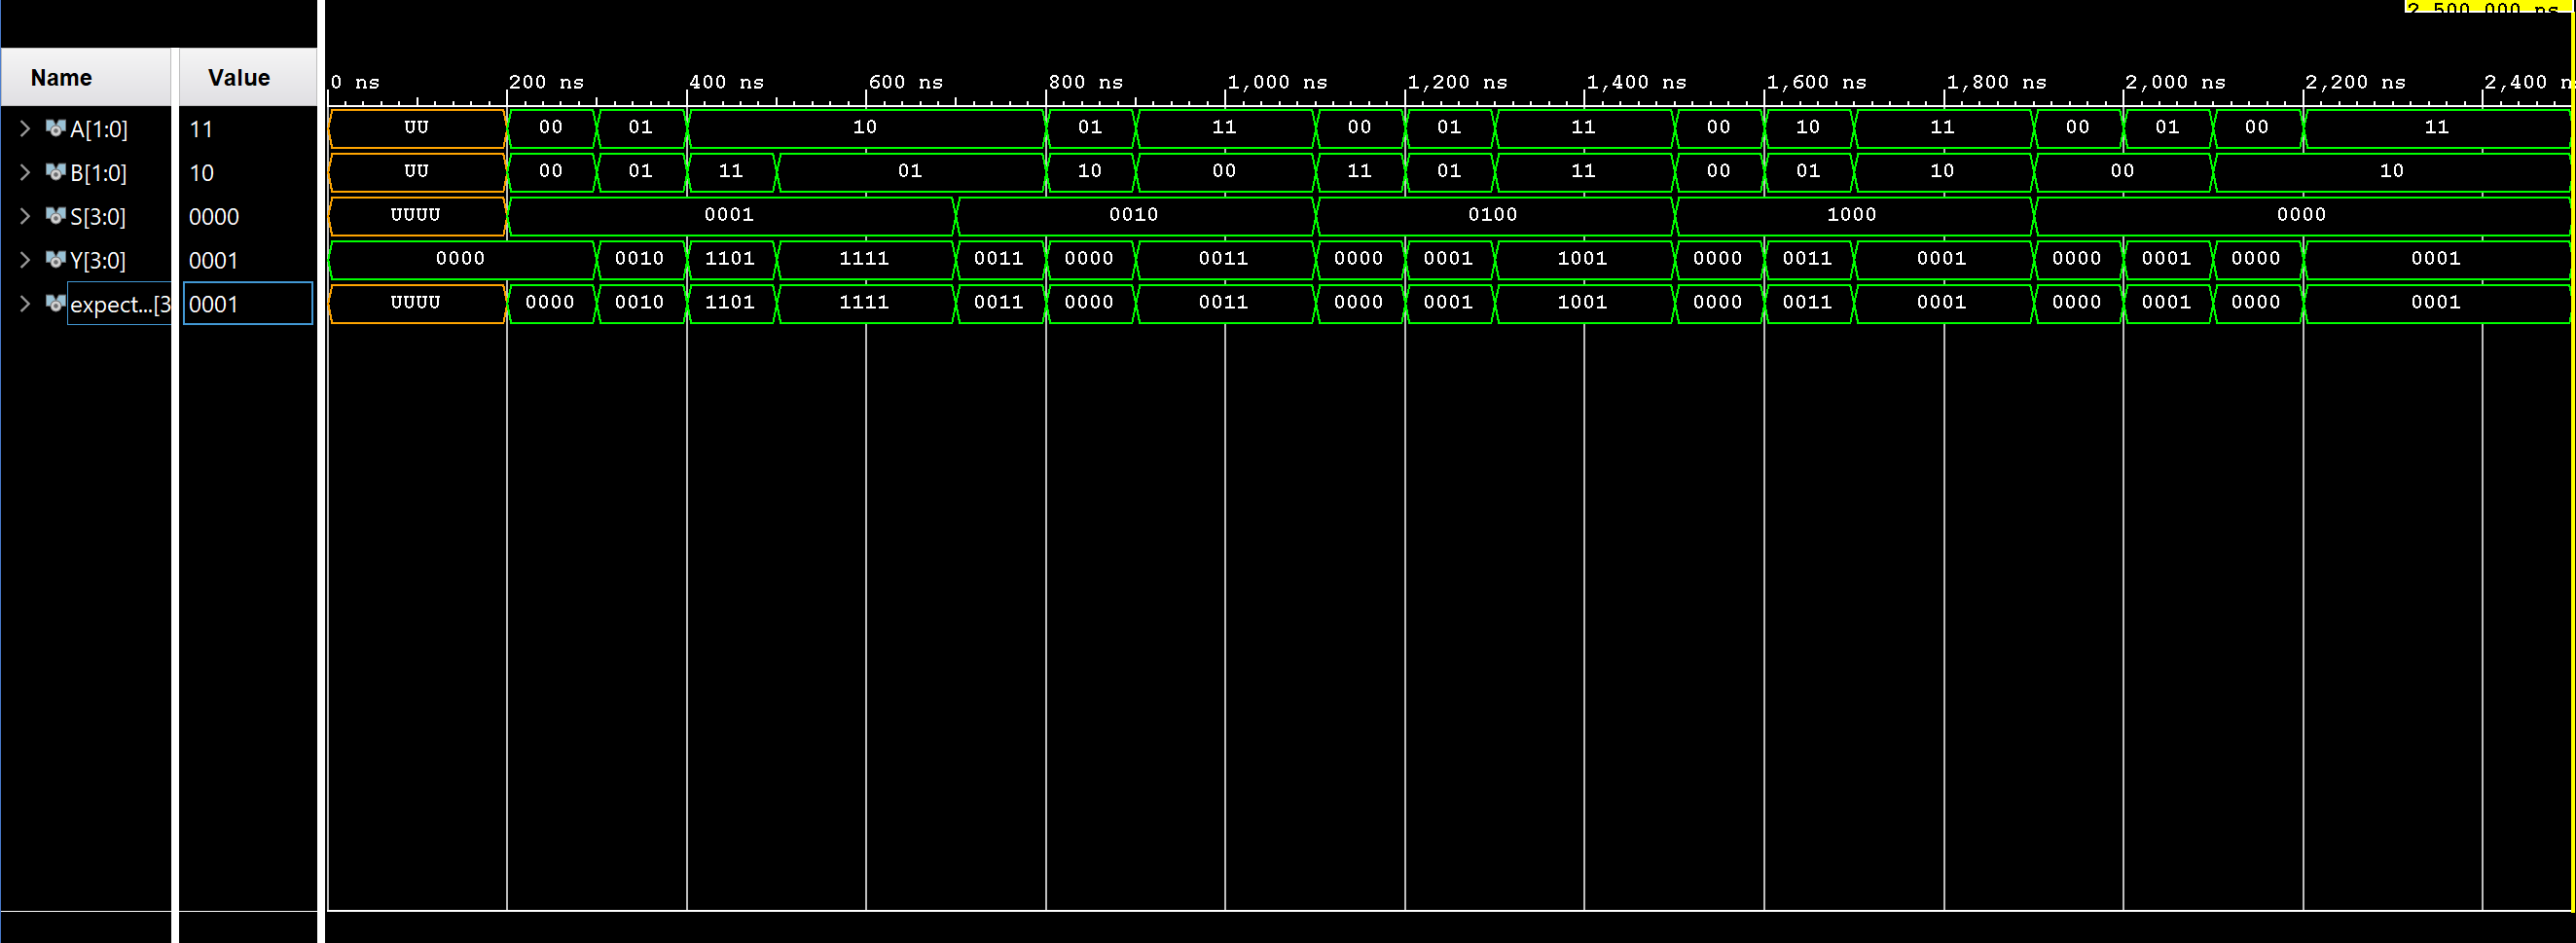 2,500.000 ns
Name Value
0 ns 200 ns 400 ns 600 ns 800 ns 1,000 ns 1,200 ns 1,400 ns 1,600 ns 1,800 ns 2,000 ns 2,200 ns 2,400 n
A[1:0] 11 UU 00 01 10 01 11 00 01 11 00 10 11 00 01 00 11
B[1:0] 10 UU 00 01 11 01 10 00 11 01 11 00 01 10 00 10
S[3:0] 0000 UUUU 0001 0010 0100 1000 0000
Y[3:0] 0001 0000 0010 1101 1111 0011 0000 0011 0000 0001 1001 0000 0011 0001 0000 0001 0000 0001
expect...[3 0001 UUUU 0000 0010 1101 1111 0011 0000 0011 0000 0001 1001 0000 0011 0001 0000 0001 0000 0001